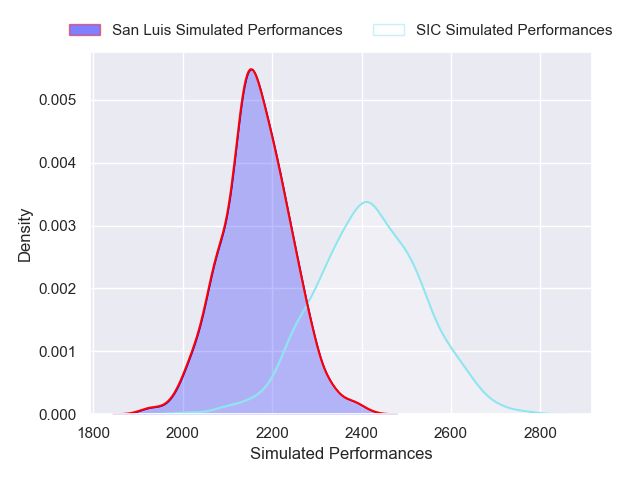 San Luis Simulated Performances SIC Simulated Performances
0.005
0.004
0.003
0.002
0.001
0.000
Density
1800 2000 2200 2400 2600 2800
Simulated Performances